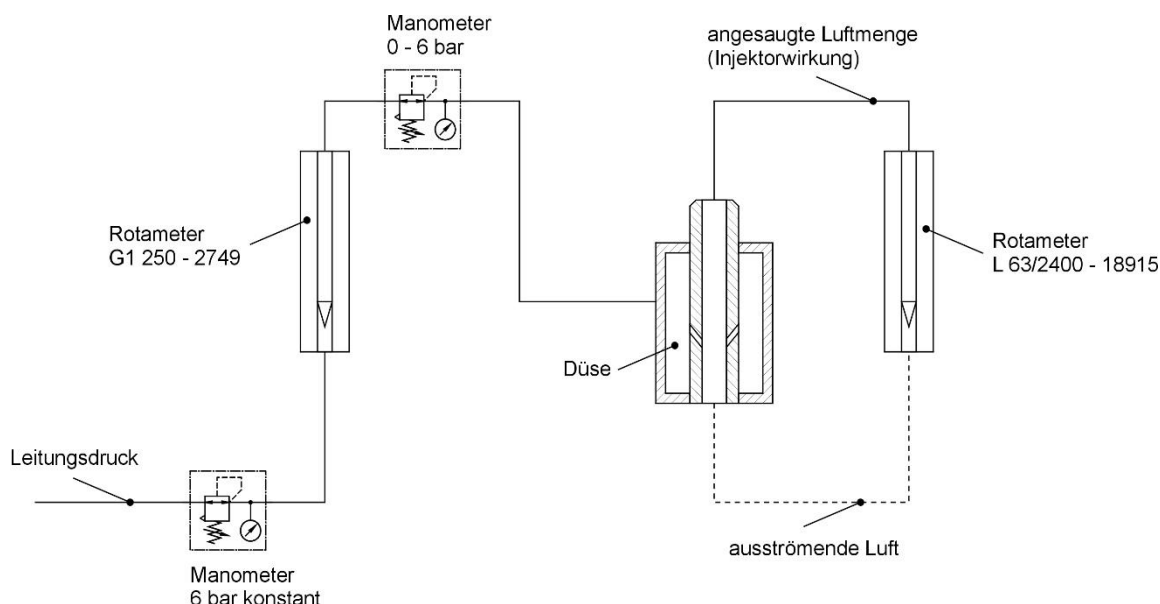 Manometer
0 - 6 bar
angesaugte Luftmenge
(Injektorwirkung)
Rotameter
G1 250 - 2749
Rotameter
L 63/2400 - 18915
Düse
Leitungsdruck
ausströmende Luft
Manometer
6 bar konstant